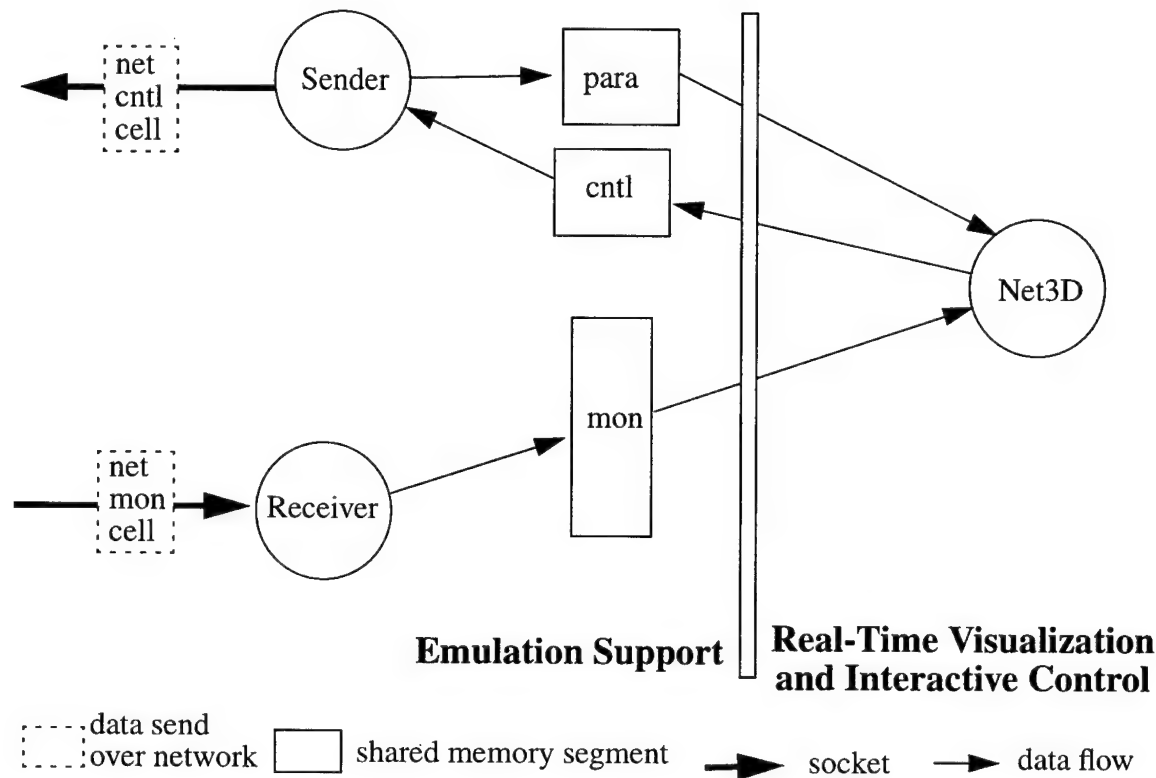 net
cntl
cell
Sender
para
cntl
Net3D
mon
net
mon
cell
Receiver
Emulation Support
Real-Time Visualization
and Interactive Control
data send
over network
shared memory segment
socket
data flow